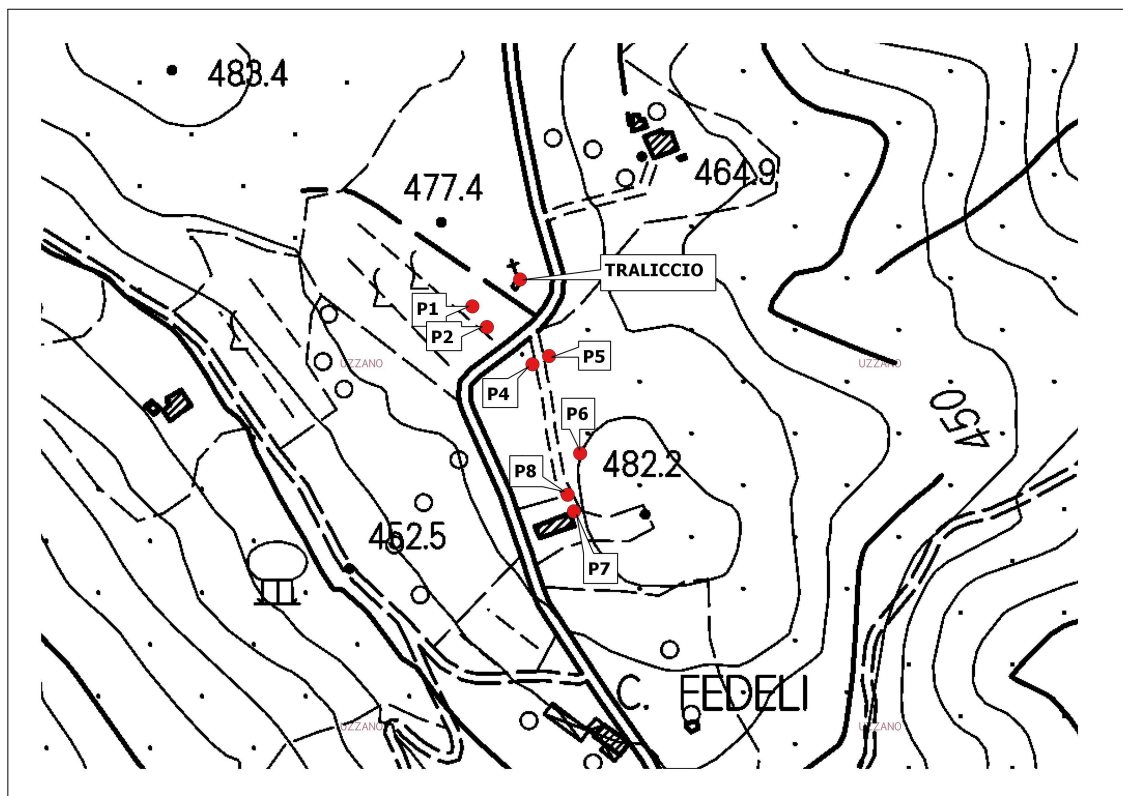 483.4
464.9
477.4
TRALICCIO
P1
P2
P5
UZZANO
UZZANO
P4
450
P6
482.2
P8
452.5
P7
C. FEDELI
UZZANO
UZZANO